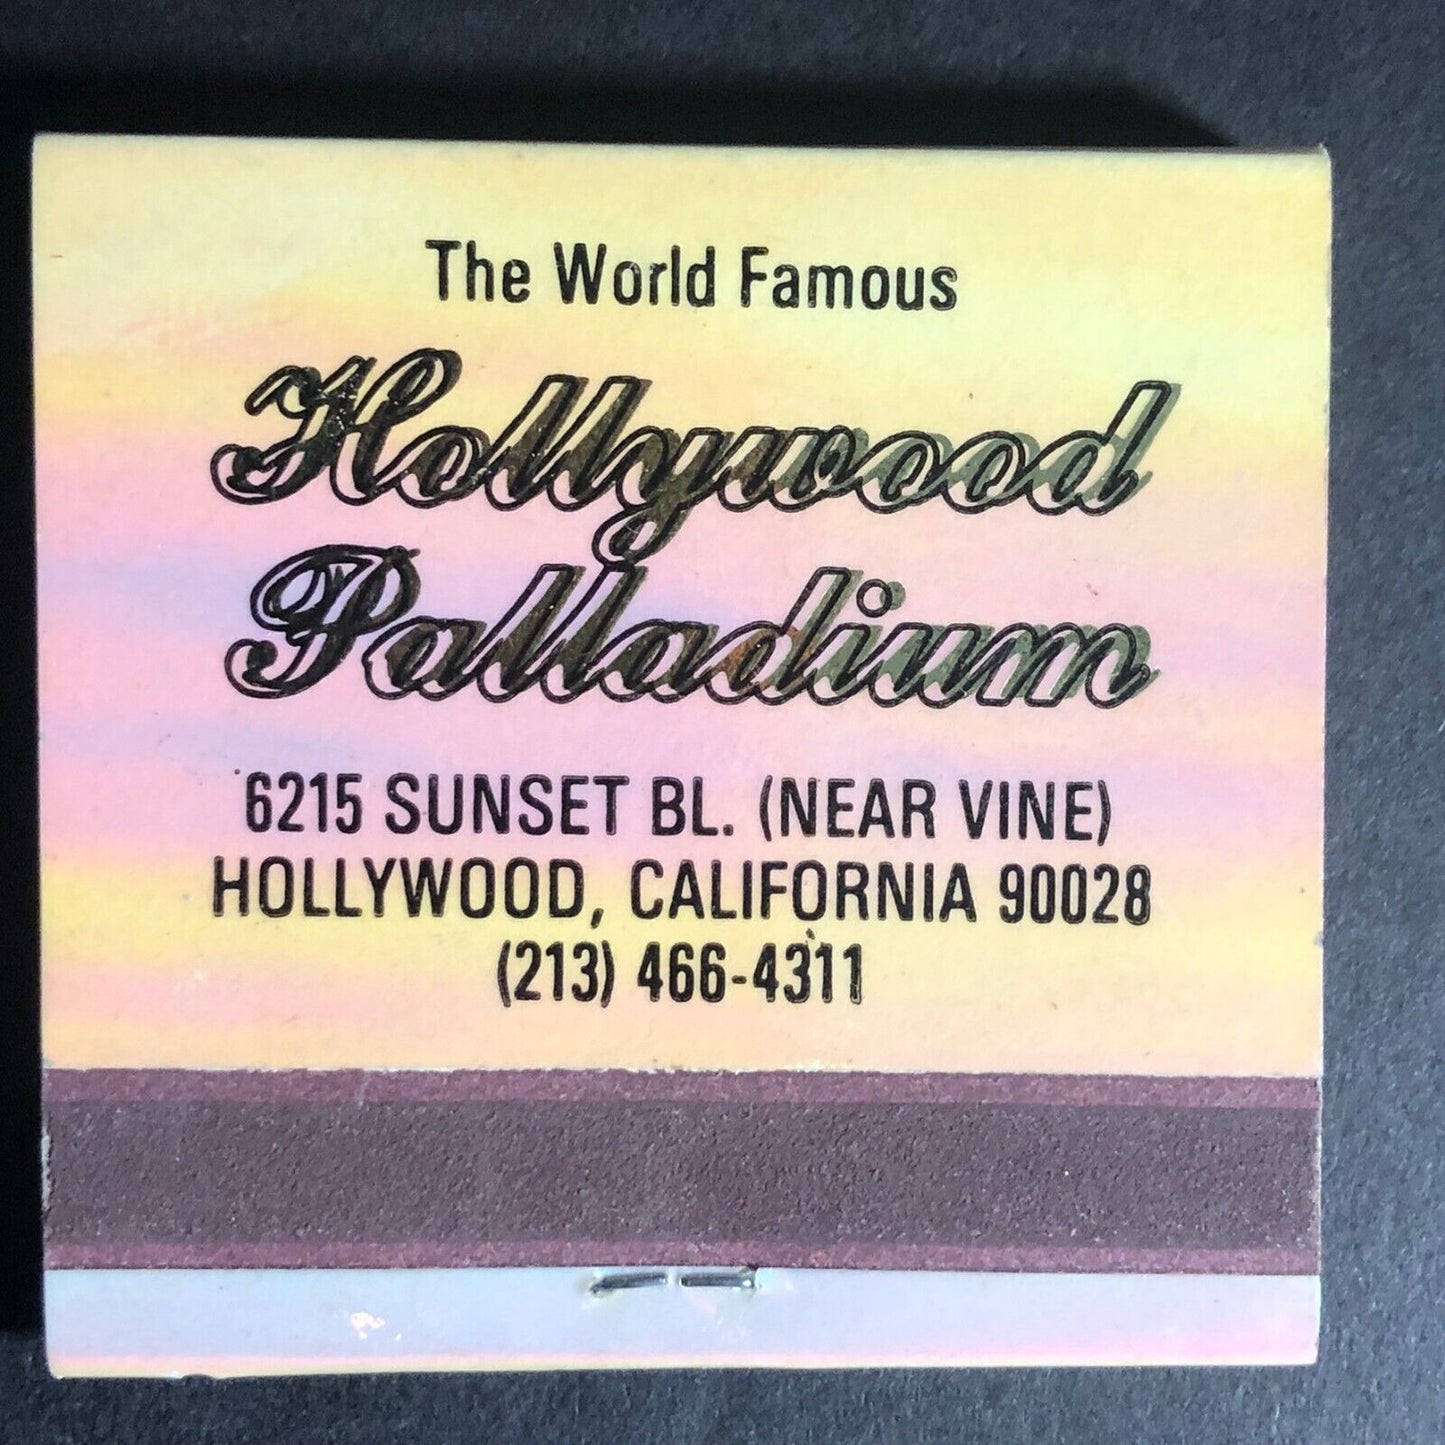 The World Famous
Hollywood
Palladium
6215 SUNSET BL. (NEAR VINE)
HOLLYWOOD, CALIFORNIA 90028
(213) 466-4311